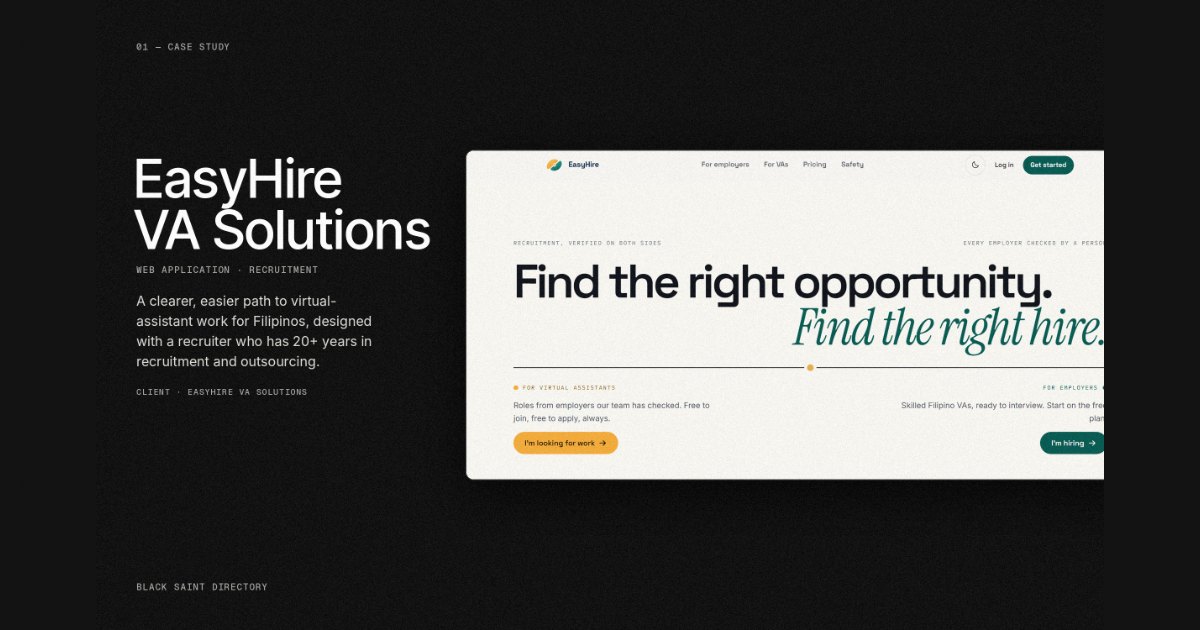 01 — CASE STUDY
EasyHire
VA Solutions
WEB APPLICATION · RECRUITMENT
A clearer, easier path to virtual-
assistant work for Filipinos, designed
with a recruiter who has 20+ years in
recruitment and outsourcing.
CLIENT · EASYHIRE VA SOLUTIONS
BLACK SAINT DIRECTORY
EasyHire
For employers For VAs Pricing Safety
Log in Get started
RECRUITMENT, VERIFIED ON BOTH SIDES
EVERY EMPLOYER CHECKED BY A
Find the right opportunity.
Find the right hire.
FOR VIRTUAL ASSISTANTS
Roles from employers our team has checked. Free to
join, free to apply, always.
I'm looking for work →
FOR EMPLOYERS
Skilled Filipino VAs, ready to interview. Start on the
I'm hiring →